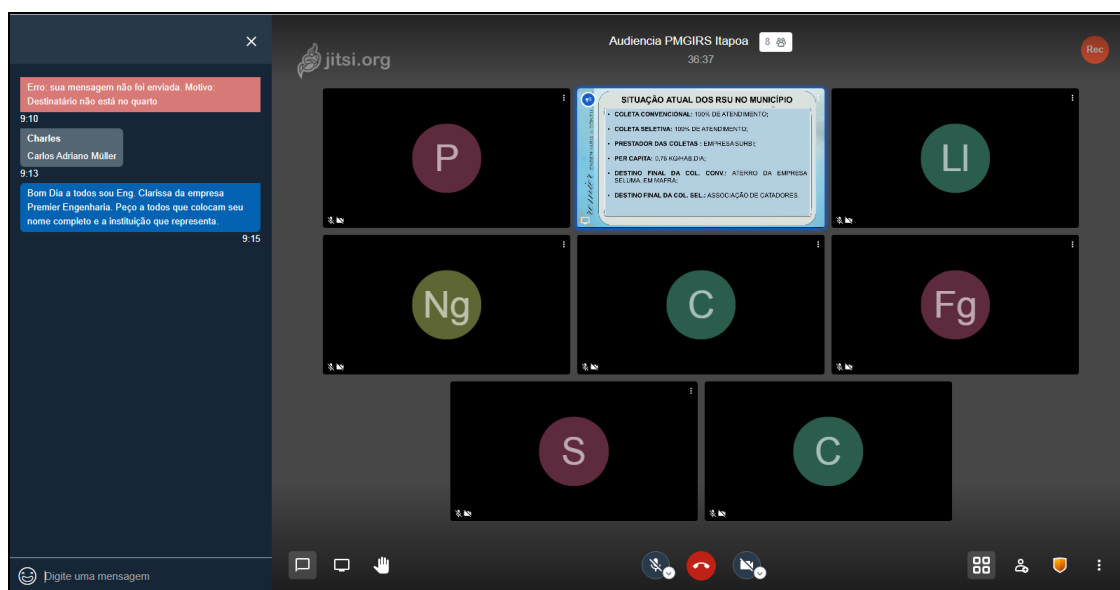 jitsi.org
Audiencia PMGIRS Itapoa 8
36:37
Rec
Erro: sua mensagem não foi enviada. Motivo:
Destinatário não está no quarto
9:10
Charles
Carlos Adriano Müller
9:13
Bom Dia a todos sou Eng. Clarissa da empresa
Premier Engenharia. Peço a todos que colocam seu
nome completo e a instituição que representa.
9:15
Digite uma mensagem
P
SITUAÇÃO ATUAL DOS RSU NO MUNICÍPIO
• COLETA CONVENCIONAL: 100% DE ATENDIMENTO;
• COLETA SELETIVA: 100% DE ATENDIMENTO;
• PRESTADOR DAS COLETAS : EMPRESA SURBI;
• PER CAPITA: 0,76 KG/HAB.DIA;
• DESTINO FINAL DA COL. CONV.: ATERRO DA EMPRESA
SELUMA, EM MAFRA;
• DESTINO FINAL DA COL. SEL.: ASSOCIAÇÃO DE CATADORES.
LI
Ng
C
Fg
S
C